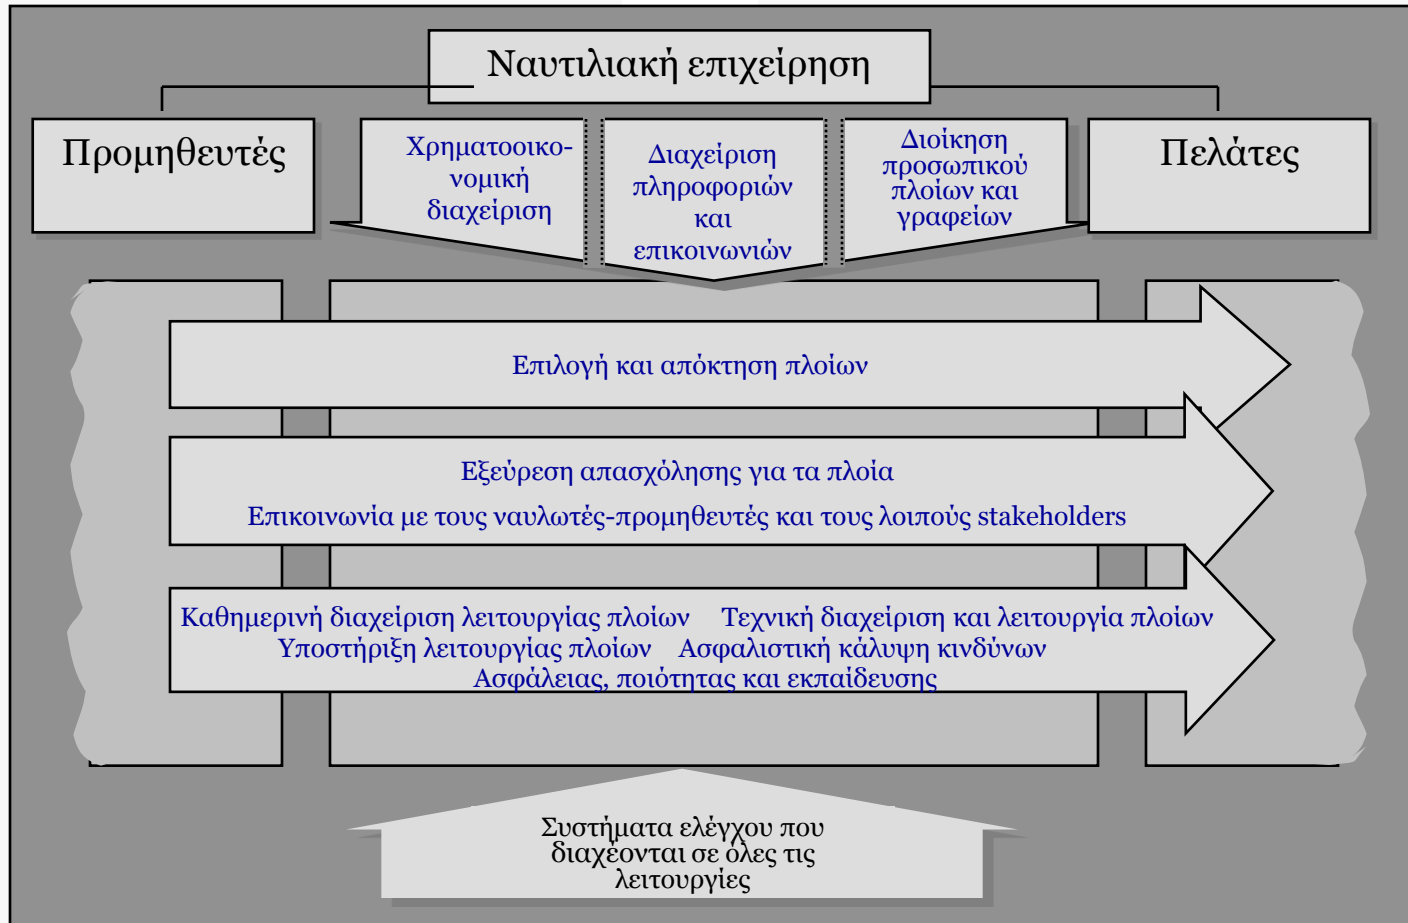 Ναυτιλιακή επιχείρηση
Προμηθευτές
Χρηματοοικο-
νομική
διαχείριση
Διαχείριση
πληροφοριών
και
επικοινωνιών
Διοίκηση
προσωπικού
πλοίων και
γραφείων
Πελάτες
Επιλογή και απόκτηση πλοίων
Εξεύρεση απασχόλησης για τα πλοία
Επικοινωνία με τους ναυλωτές-προμηθευτές και τους λοιπούς stakeholders
Καθημερινή διαχείριση λειτουργίας πλοίων Τεχνική διαχείριση και λειτουργία πλοίων
Υποστήριξη λειτουργίας πλοίων Ασφαλιστική κάλυψη κινδύνων
Ασφάλειας, ποιότητας και εκπαίδευσης
Συστήματα ελέγχου που
διαχέονται σε όλες τις
λειτουργίες